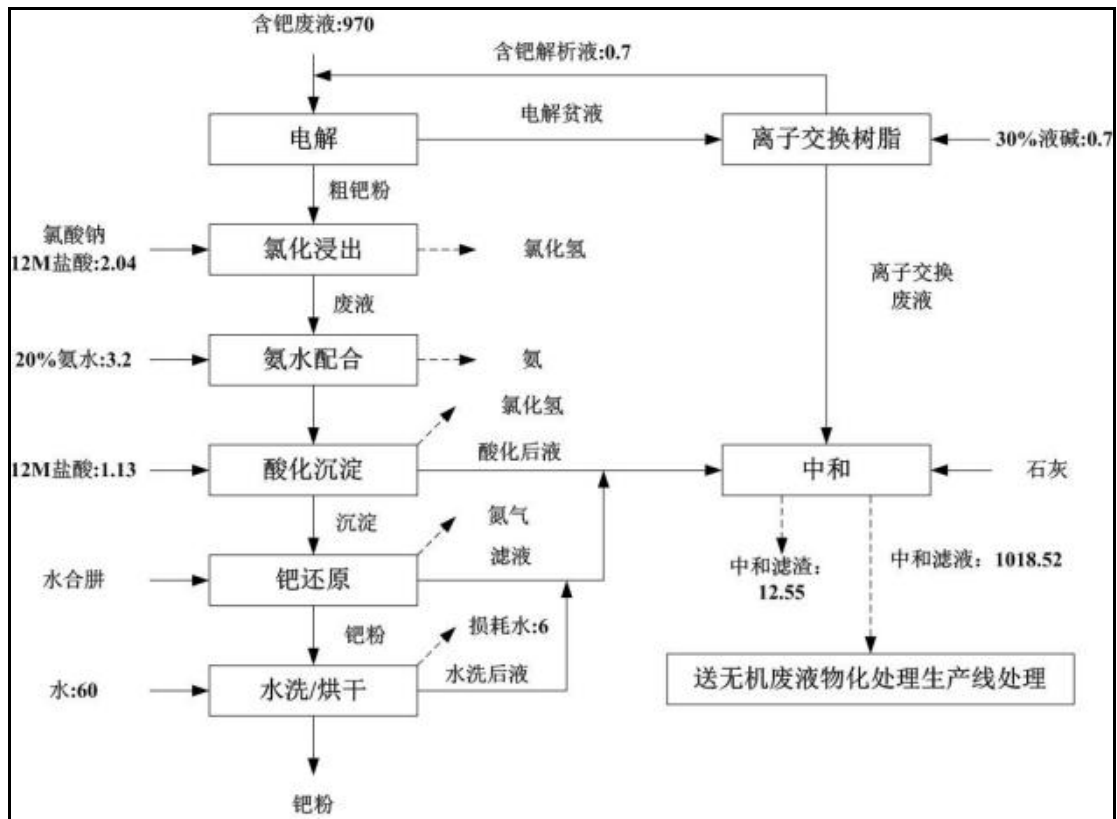 含钯废液:970
含钯解析液:0.7
电解
电解贫液
离子交换树脂
30%液碱:0.7
粗钯粉
氯酸钠
12M盐酸:2.04
氯化浸出
氯化氢
离子交换
废液
废液
20%氨水:3.2
氨水配合
氨
氯化氢
12M盐酸:1.13
酸化沉淀
酸化后液
中和
石灰
沉淀
氮气
水合肼
钯还原
滤液
中和滤渣:
12.55
中和滤液:1018.52
钯粉
损耗水:6
水:60
水洗/烘干
水洗后液
送无机废液物化处理生产线处理
钯粉